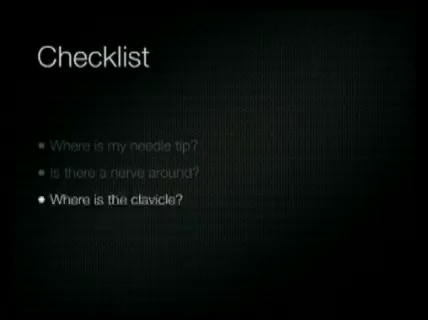 Checklist
Where is my needle tip?
Is there a nerve around?
Where is the clavicle?